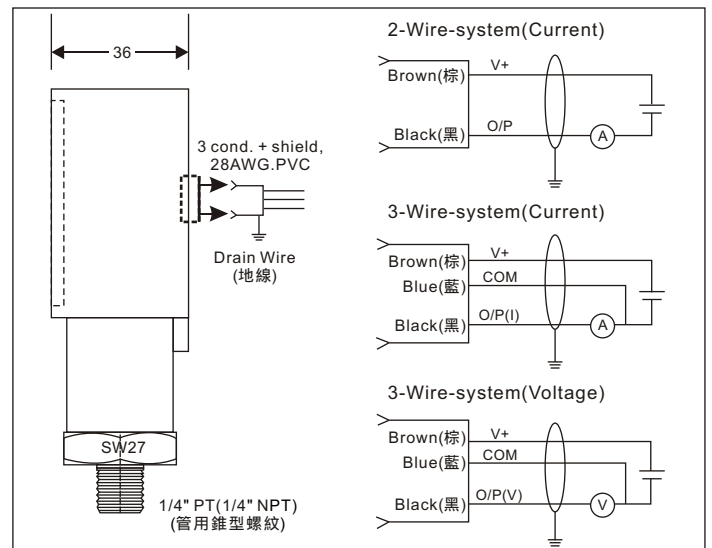 36
3 cond. + shield,
28AWG.PVC
Drain Wire
(地線)
SW27
1/4" PT(1/4" NPT)
(管用錐型螺紋)
2-Wire-system(Current)
Brown(棕)
V+
Black(黑)
O/P
A
3-Wire-system(Current)
Brown(棕)
V+
Blue(藍)
COM
Black(黑)
O/P(I)
A
3-Wire-system(Voltage)
Brown(棕)
V+
Blue(藍)
COM
Black(黑)
O/P(V)
V